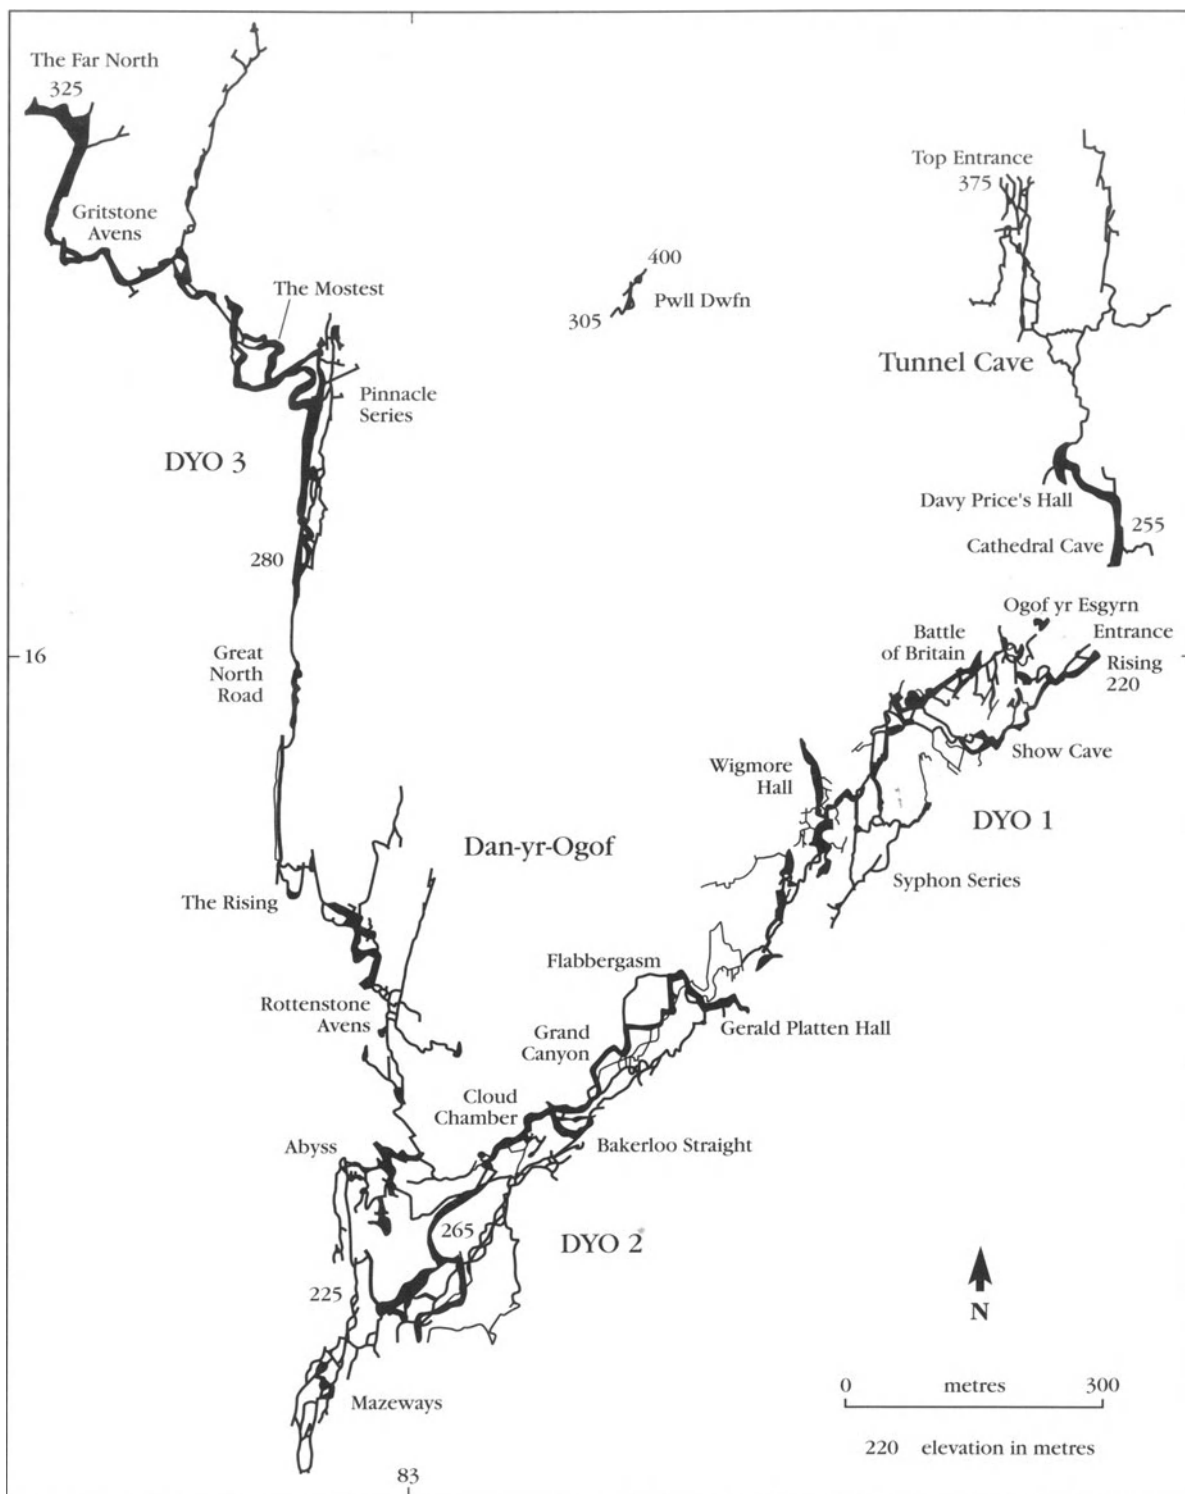 The Far North
325
Gritstone
Avens
The Mostest
Pinnacle
Series
DYO 3
280
Great
North
Road
16
The Rising
400
Pwll Dwfn
305
Top Entrance
375
Tunnel Cave
Davy Price's Hall
255
Cathedral Cave
Ogof yr Esgyrn
Battle
of Britain
Entrance
Rising
220
Show Cave
Wigmore
Hall
DYO 1
Syphon Series
Dan-yr-Ogof
Flabbergasm
Gerald Platten Hall
Rottenstone
Avens
Grand
Canyon
Cloud
Chamber
Bakerloo Straight
Abyss
265
DYO 2
225
Mazeways
83
N
0 metres 300
220 elevation in metres